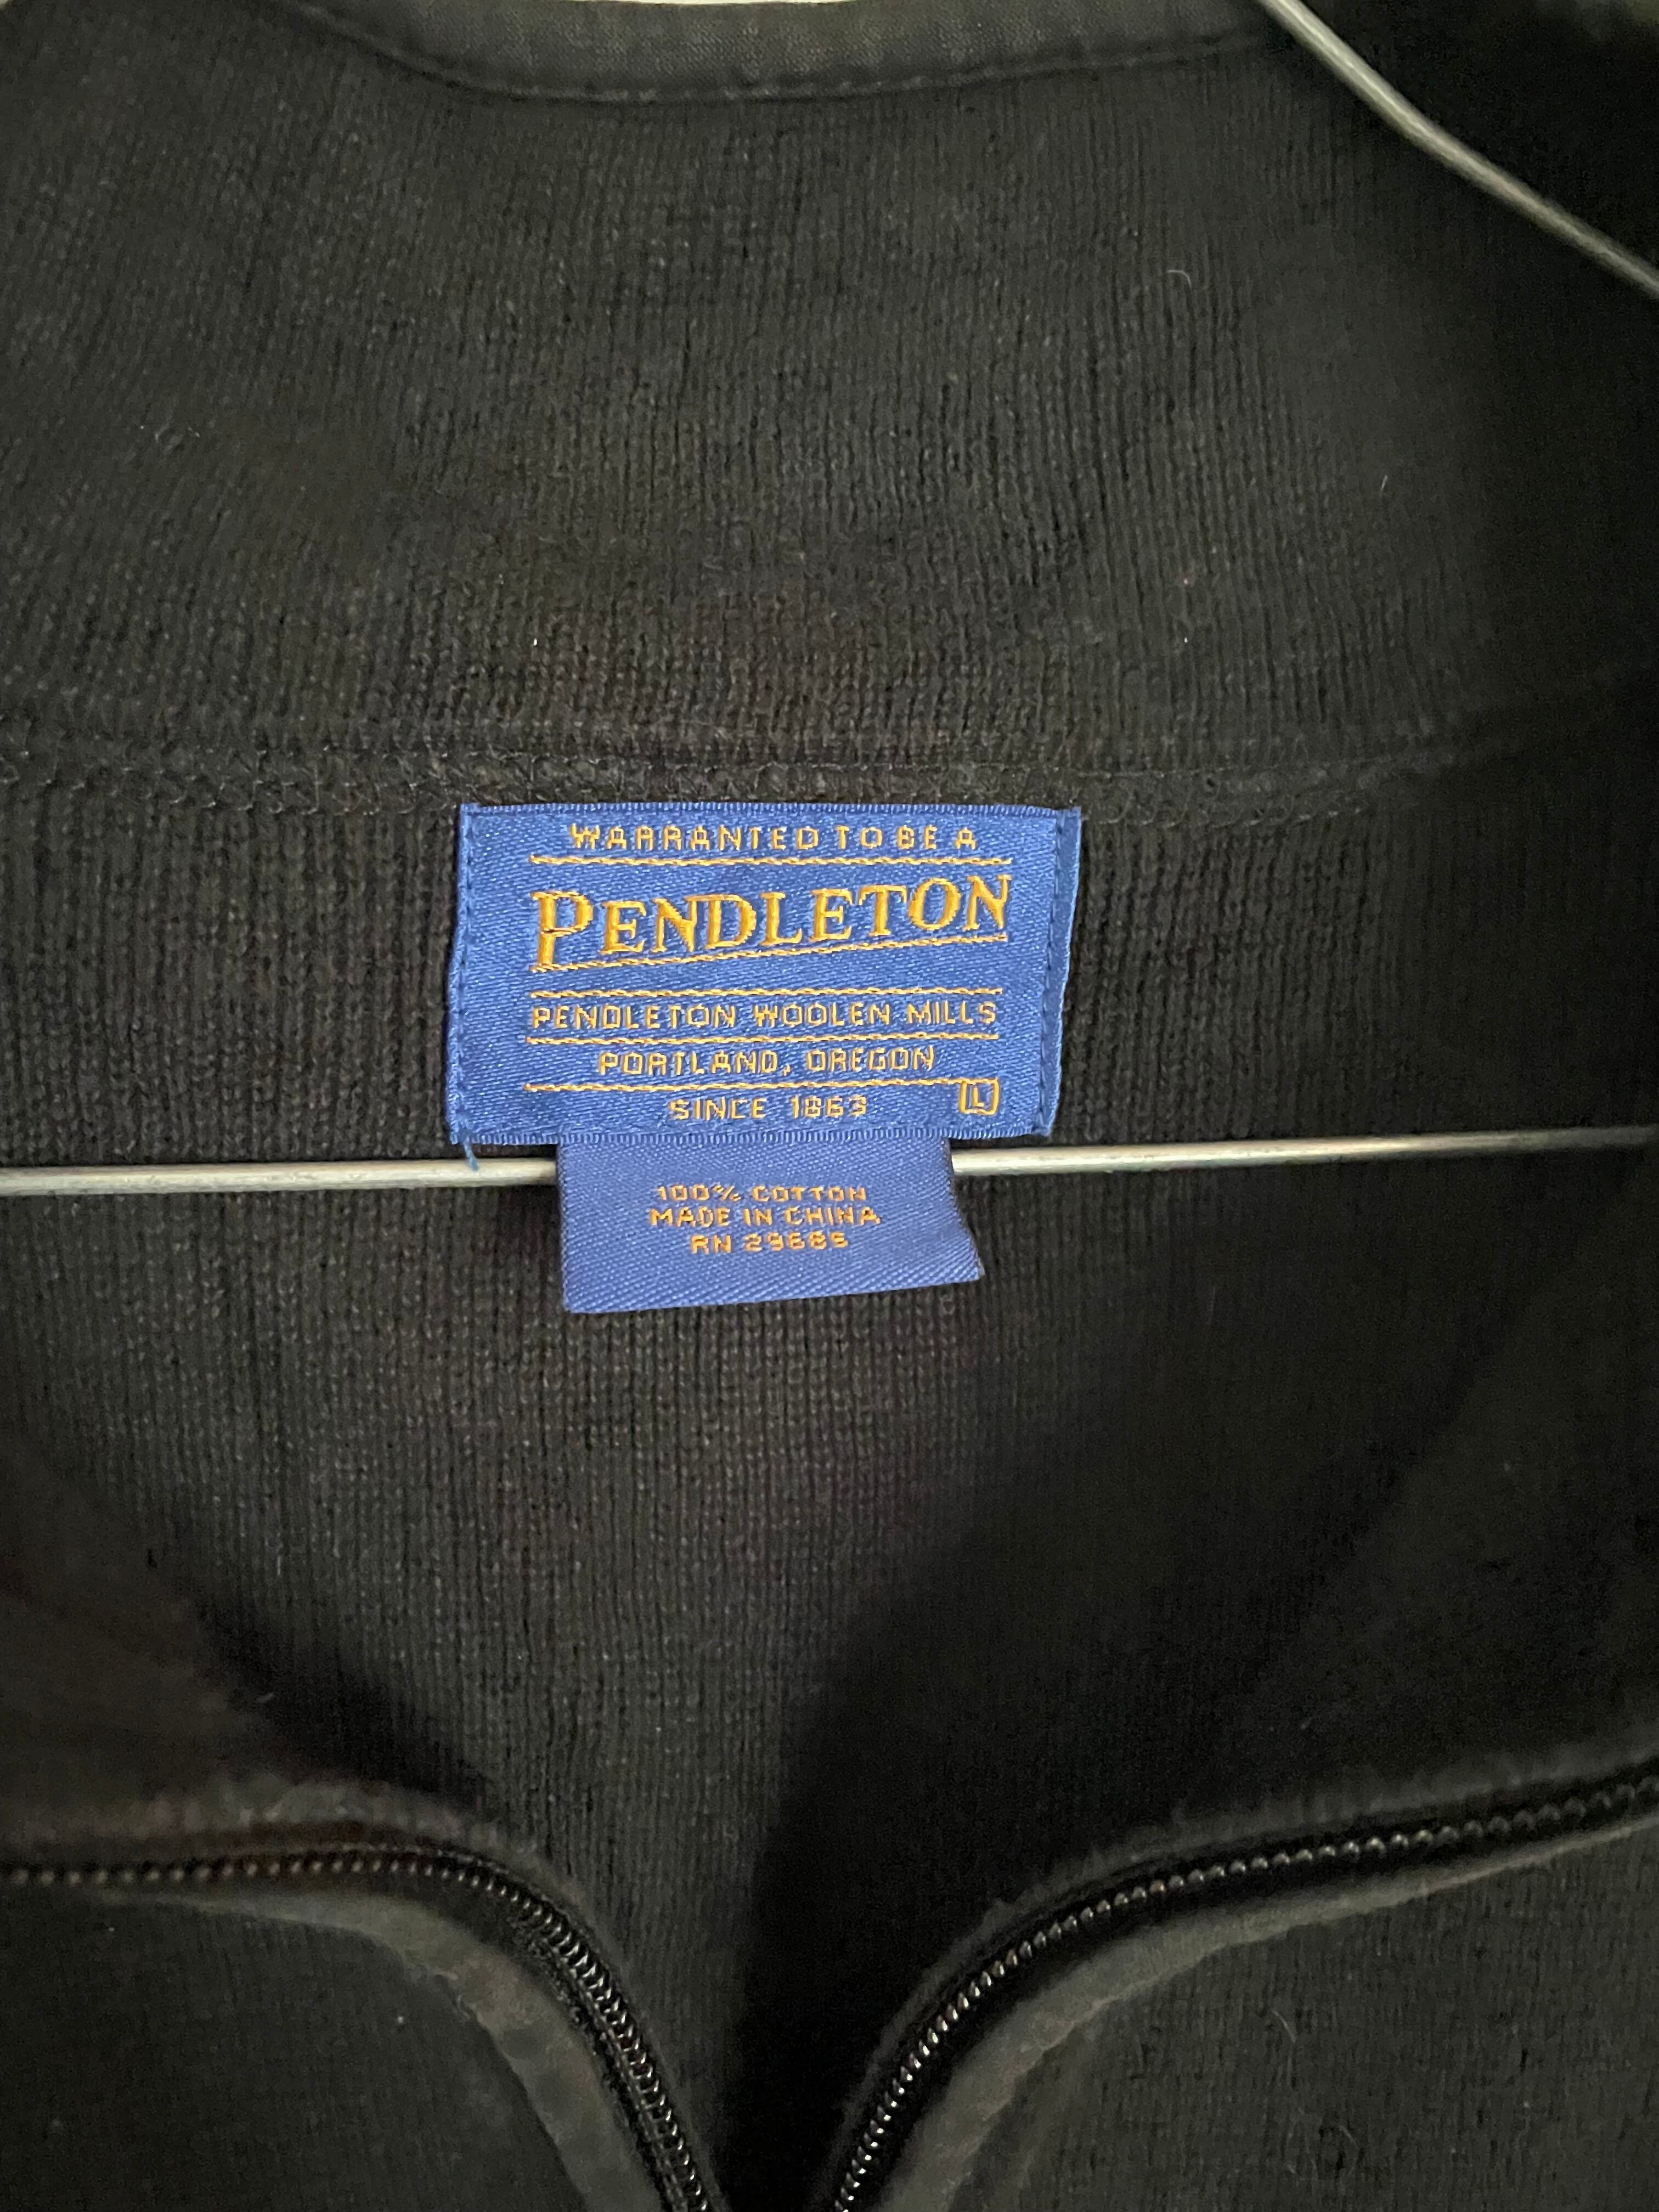 WARRANTED TO BE A
PENDLETON
PENDLETON WOOLEN MILLS
PORTLAND, OREGON
SINCE 1863 L
100% COTTON
MADE IN CHINA
RN 29685